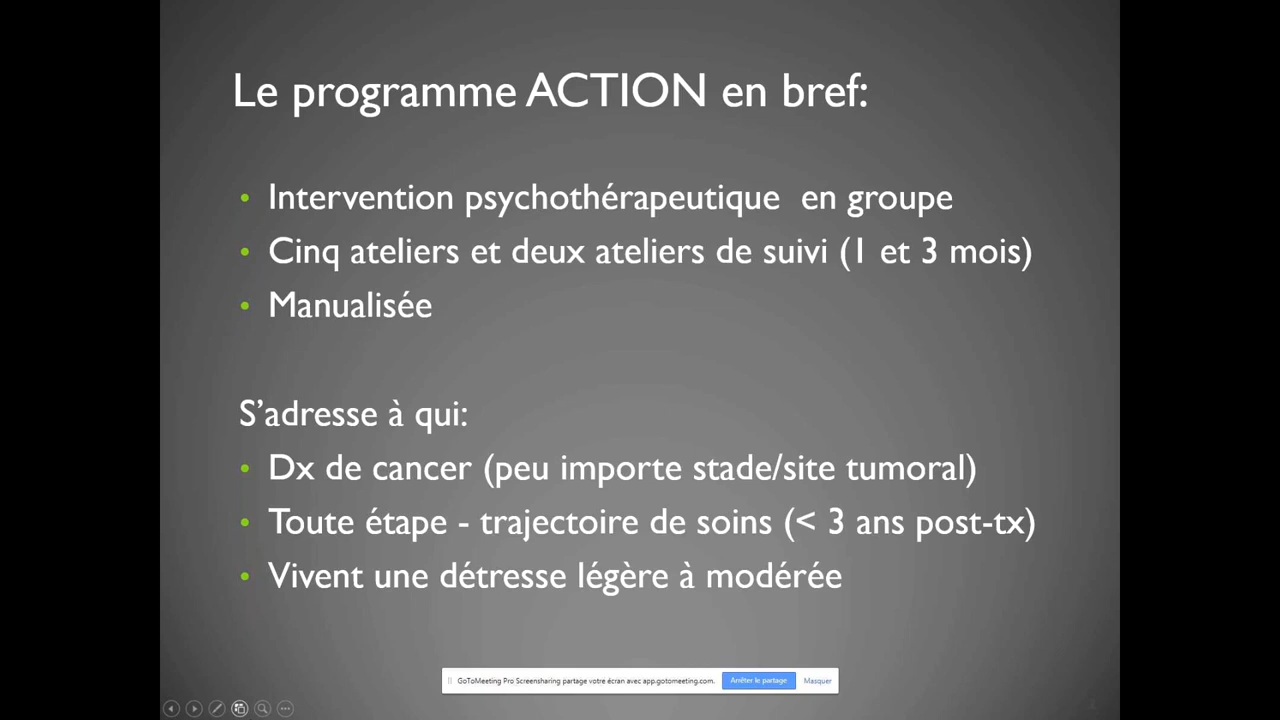 Le programme ACTION en bref:
• Intervention psychothérapeutique en groupe
• Cinq ateliers et deux ateliers de suivi (1 et 3 mois)
• Manualisée
S’adresse à qui:
• Dx de cancer (peu importe stade/site tumoral)
• Toute étape - trajectoire de soins (< 3 ans post-tx)
• Vivent une détresse légère à modérée
GoToMeeting Pro Screensharing partage votre écran avec app.gotomeeting.com. Arrêter le partage Masquer